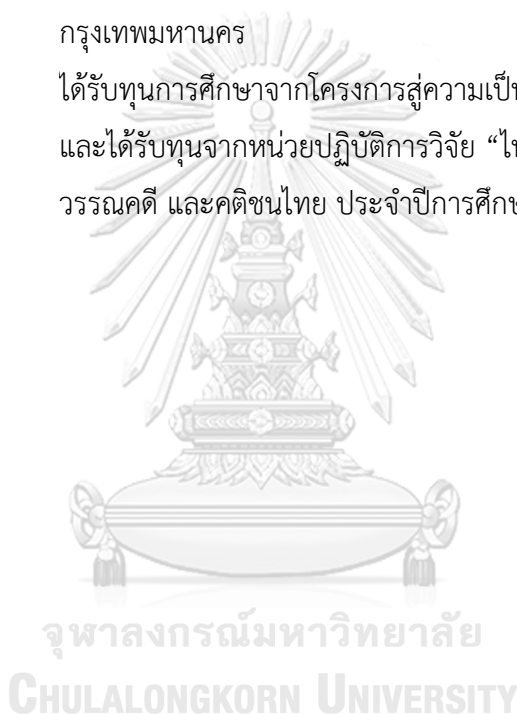 กรุงเทพมหานคร
ได้รับทุนการศึกษาจากโครงการสู่ความเป็น
และได้รับทุนจากหน่วยปฏิบัติการวิจัย “ไท
วรรณคดี และคติชนไทย ประจำปีการศึกษ
จุฬาลงกรณ์มหาวิทยาลัย
CHULALONGKORN UNIVERSITY